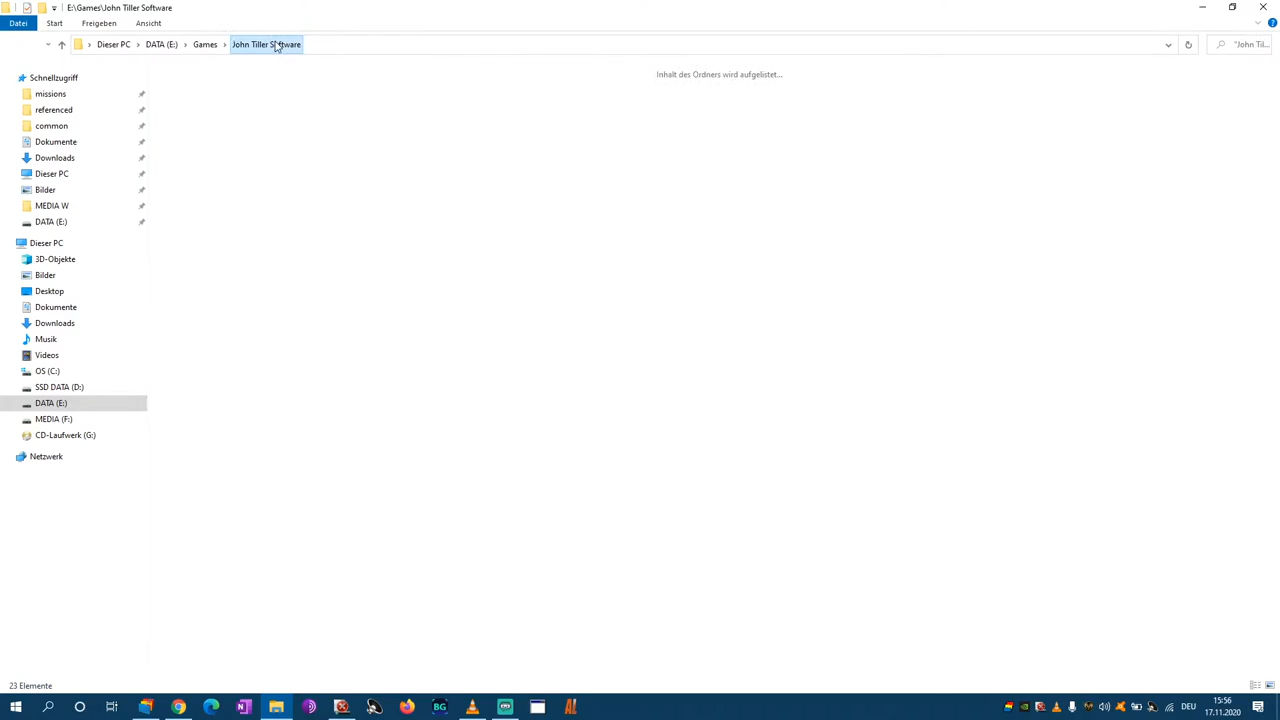 E:\Games\John Tiller Software
Datei Start Freigeben Ansicht
Dieser PC DATA (E:) Games John Tiller Software "John Til...
Inhalt des Ordners wird aufgelistet...
Schnellzugriff
missions
referenced
common
Dokumente
Downloads
Dieser PC
Bilder
MEDIA W
DATA (E:)
Dieser PC
3D-Objekte
Bilder
Desktop
Dokumente
Downloads
Musik
Videos
OS (C:)
SSD DATA (D:)
DATA (E:)
MEDIA (F:)
CD-Laufwerk (G:)
Netzwerk
23 Elemente
BG
DEU
15:56
17.11.2020